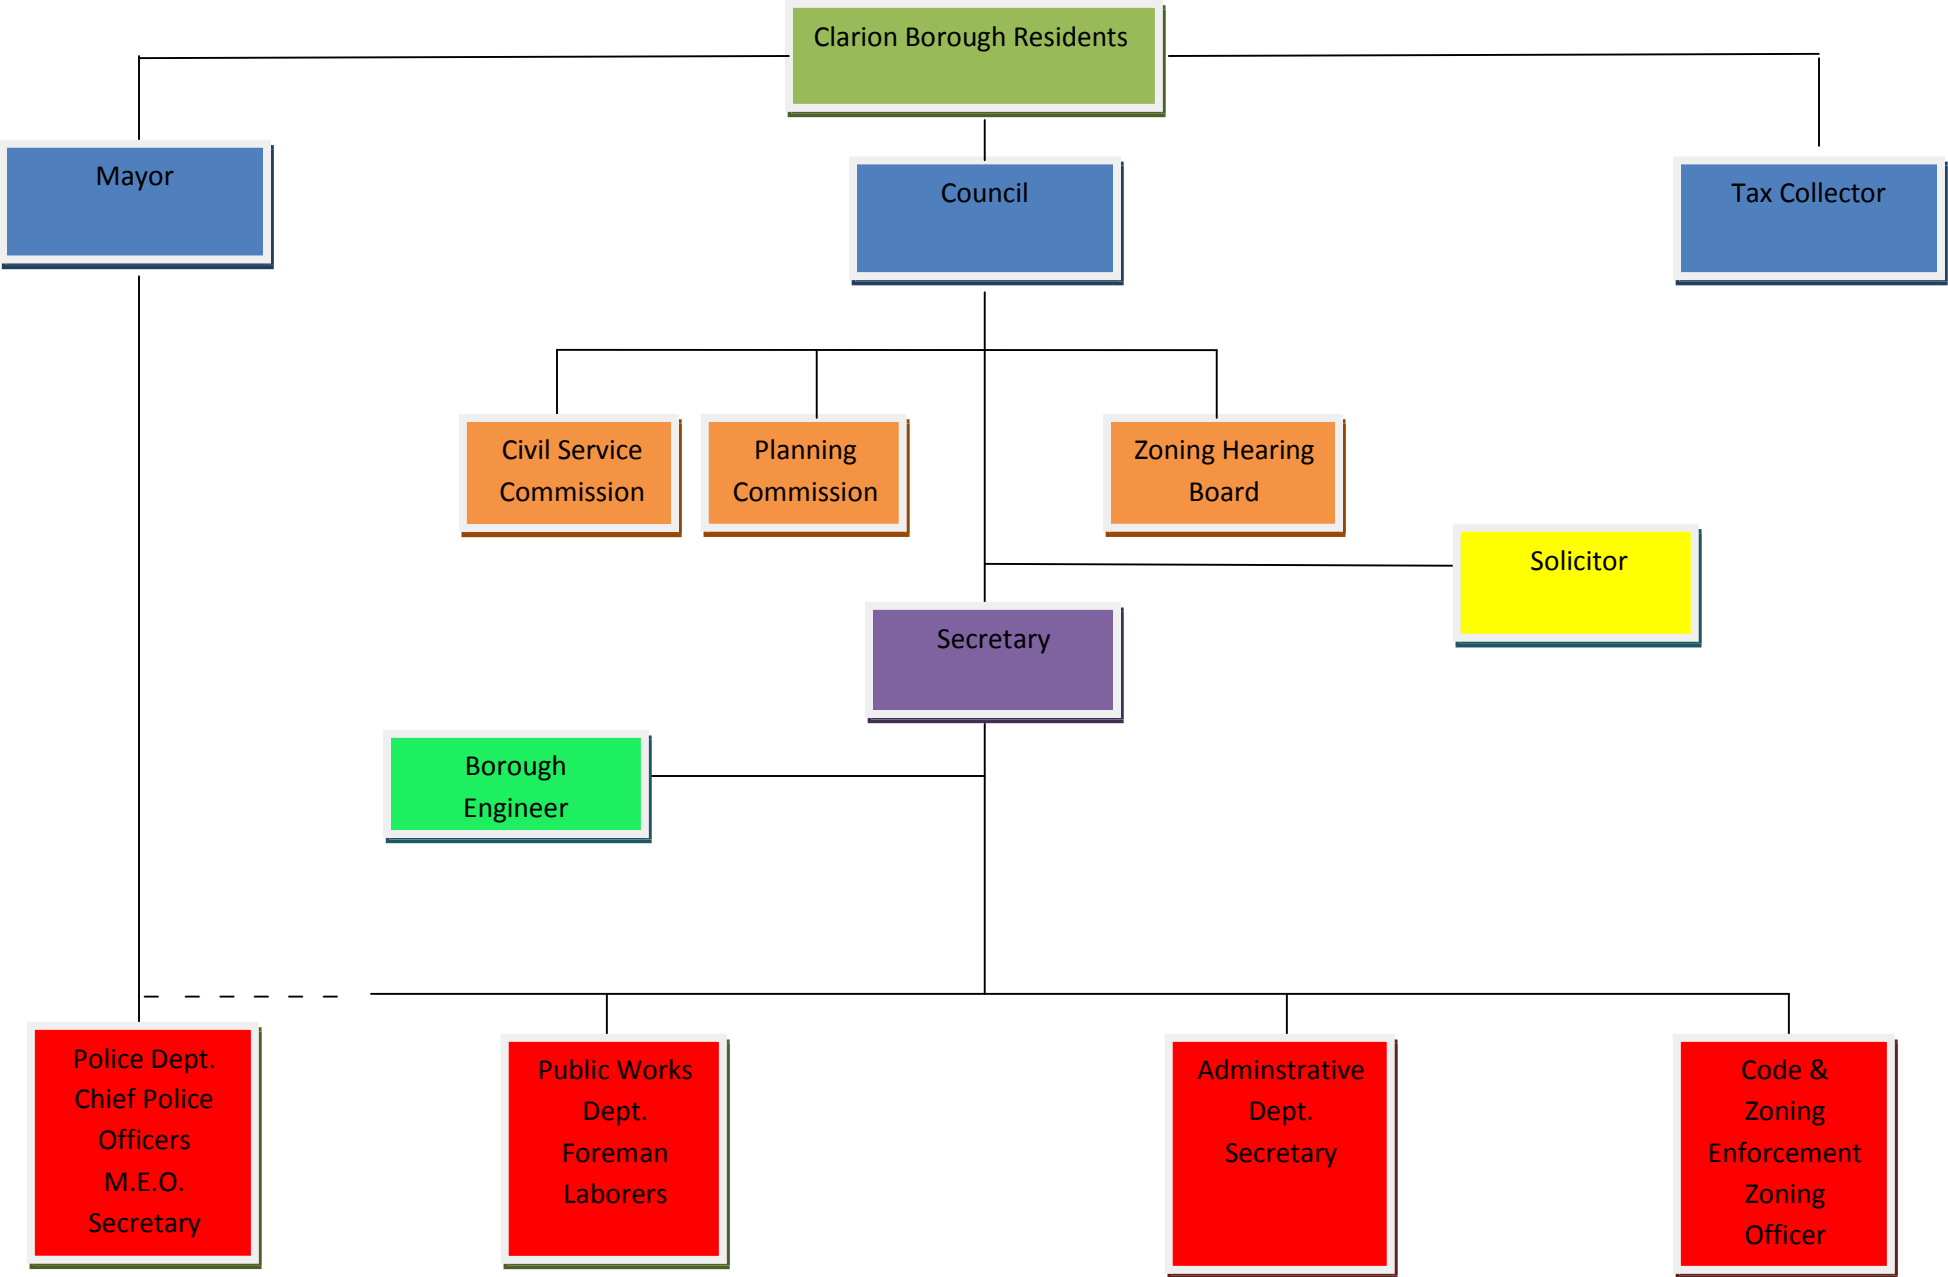 Clarion Borough Residents
Mayor
Council
Tax Collector
Civil Service
Commission
Planning
Commission
Zoning Hearing
Board
Solicitor
Secretary
Borough
Engineer
Police Dept.
Chief Police
Officers
M.E.O.
Secretary
Public Works
Dept.
Foreman
Laborers
Adminstrative
Dept.
Secretary
Code &
Zoning
Enforcement
Zoning
Officer